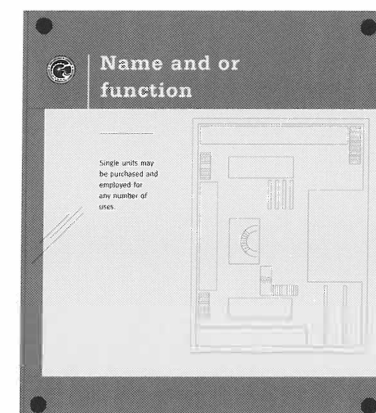 Name and or
function
Single units may
be purchased and
employed for
any number of
uses.